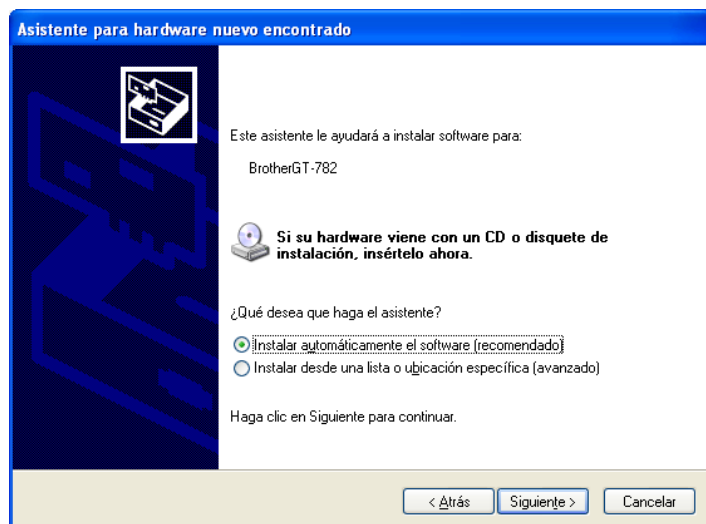 Asistente para hardware nuevo encontrado
Este asistente le ayudará a instalar software para:
BrotherGT-782
Si su hardware viene con un CD o disquete de
instalación, insértelo ahora.
¿Qué desea que haga el asistente?
Instalar automáticamente el software (recomendado)
Instalar desde una lista o ubicación específica (avanzado)
Haga clic en Siguiente para continuar.
< Atrás
Siguiente >
Cancelar